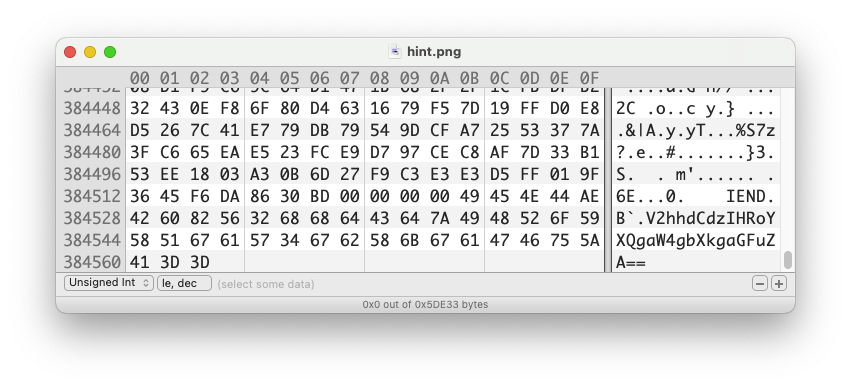 hint.png
00 01 02 03 04 05 06 07 08 09 0A 0B 0C 0D 0E 0F
384448 32 43 0E F8 6F 80 D4 63 16 79 F5 7D 19 FF D0 E8 2C .o..c y.} ...
384464 D5 26 7C 41 E7 79 DB 79 54 9D CF A7 25 53 37 7A .&|A.y.yT...%S7z
384480 3F C6 65 EA E5 23 FC E9 D7 97 CE C8 AF 7D 33 B1 ?.e..#.......}3.
384496 53 EE 18 03 A3 0B 6D 27 F9 C3 E3 E3 D5 FF 01 9F S. . m'...... .
384512 36 45 F6 DA 86 30 BD 00 00 00 00 49 45 4E 44 AE 6E...0. IEND.
384528 42 60 82 56 32 68 68 64 43 64 7A 49 48 52 6F 59 B`.V2hhdCdzIHRoY
384544 58 51 67 61 57 34 67 62 58 6B 67 61 47 46 75 5A XQgaW4gbXkgaGFuZ
384560 41 3D 3D A==
Unsigned Int le, dec (select some data)
0x0 out of 0x5DE33 bytes